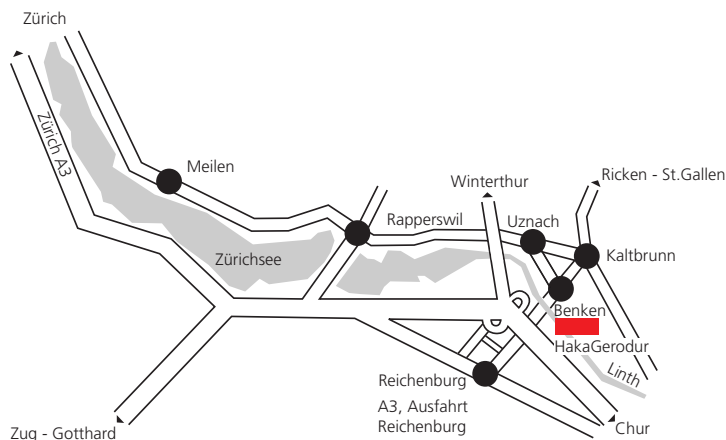 Zürich
Zürich A3
Meilen
Winterthur
Ricken - St.Gallen
Rapperswil
Uznach
Zürichsee
Kaltbrunn
Benken
HakaGerodur
Linth
Reichenburg
A3, Ausfahrt
Reichenburg
Zug - Gotthard
Chur